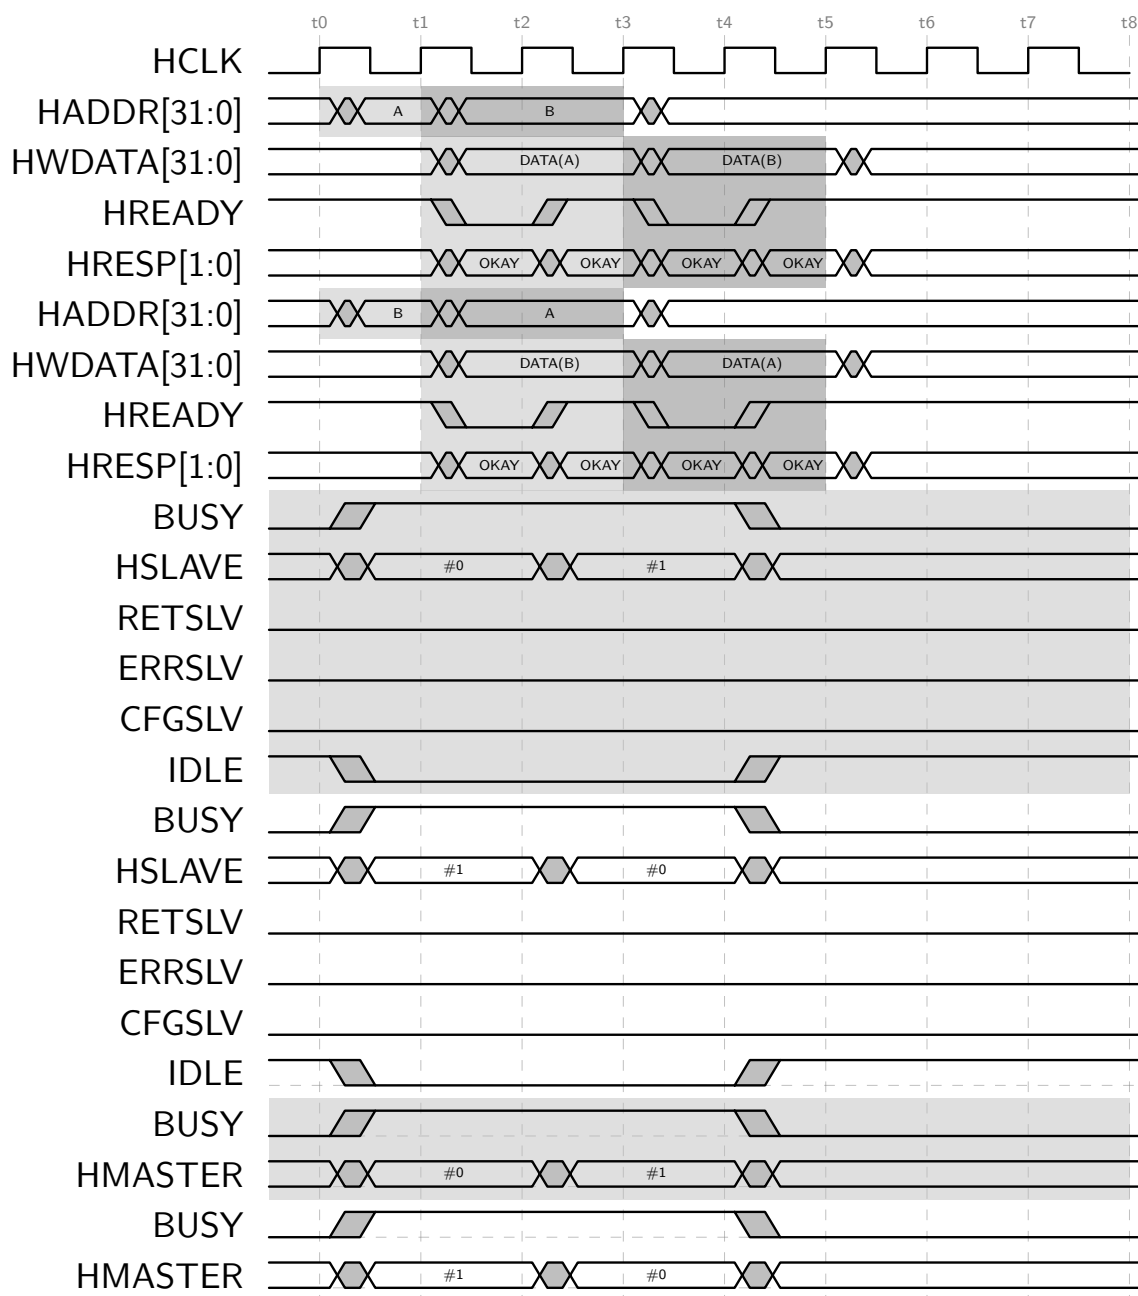 t0 t1 t2 t3 t4 t5 t6 t7 t8
HCLK
HADDR[31:0] A B
HWDATA[31:0] DATA(A) DATA(B)
HREADY
HRESP[1:0] OKAY OKAY OKAY OKAY
HADDR[31:0] B A
HWDATA[31:0] DATA(B) DATA(A)
HREADY
HRESP[1:0] OKAY OKAY OKAY OKAY
BUSY
HSLAVE #0 #1
RETSLV
ERRSLV
CFGSLV
IDLE
BUSY
HSLAVE #1 #0
RETSLV
ERRSLV
CFGSLV
IDLE
BUSY
HMASTER #0 #1
BUSY
HMASTER #1 #0